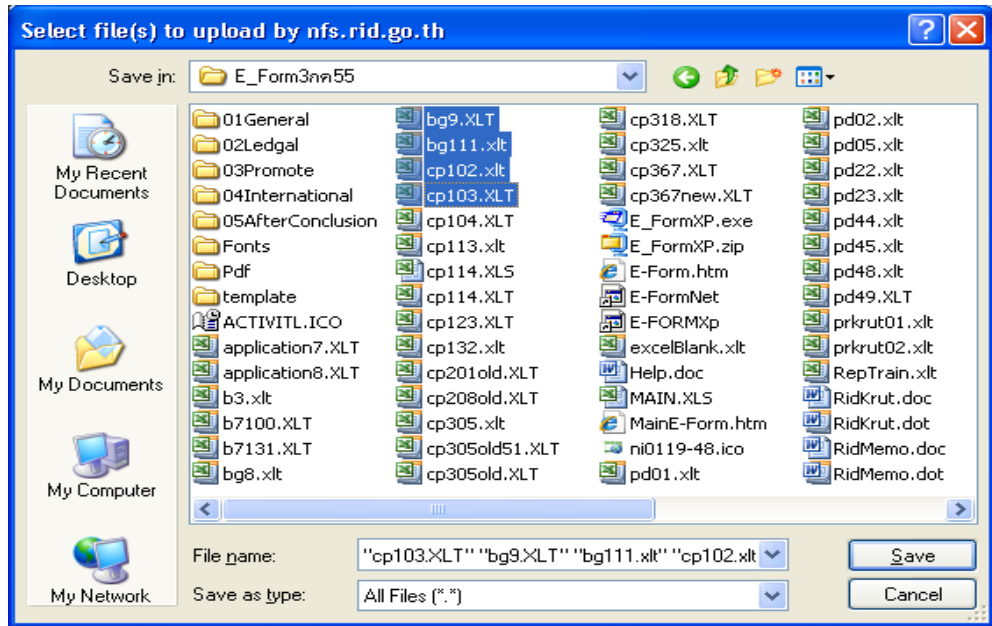 Select file(s) to upload by nfs.rid.go.th
Save in:
E_Form3กค55
My Recent
Documents
Desktop
My Documents
My Computer
My Network
01General
02Ledgal
03Promote
04International
05AfterConclusion
Fonts
Pdf
template
ACTIVITL.ICO
application7.XLT
application8.XLT
b3.xlt
b7100.XLT
b7131.XLT
bg8.xlt
bg9.XLT
bg111.xlt
cp102.xlt
cp103.XLT
cp104.XLT
cp113.xlt
cp114.XLS
cp114.XLT
cp123.XLT
cp132.xlt
cp201old.XLT
cp208old.XLT
cp305.xlt
cp305old51.XLT
cp305old.XLT
cp318.XLT
cp325.xlt
cp367.XLT
cp367new.XLT
E_FormXP.exe
E_FormXP.zip
E-Form.htm
E-FormNet
E-FORMXp
excelBlank.xlt
Help.doc
MAIN.XLS
MainE-Form.htm
ni0119-48.ico
pd01.xlt
pd02.xlt
pd05.xlt
pd22.xlt
pd23.xlt
pd44.xlt
pd45.xlt
pd48.xlt
pd49.XLT
prkrut01.xlt
prkrut02.xlt
RepTrain.xlt
RidKrut.doc
RidKrut.dot
RidMemo.doc
RidMemo.dot
File name:
"cp103.XLT" "bg9.XLT" "bg111.xlt" "cp102.xlt
Save
Save as type:
All Files (*.*)
Cancel